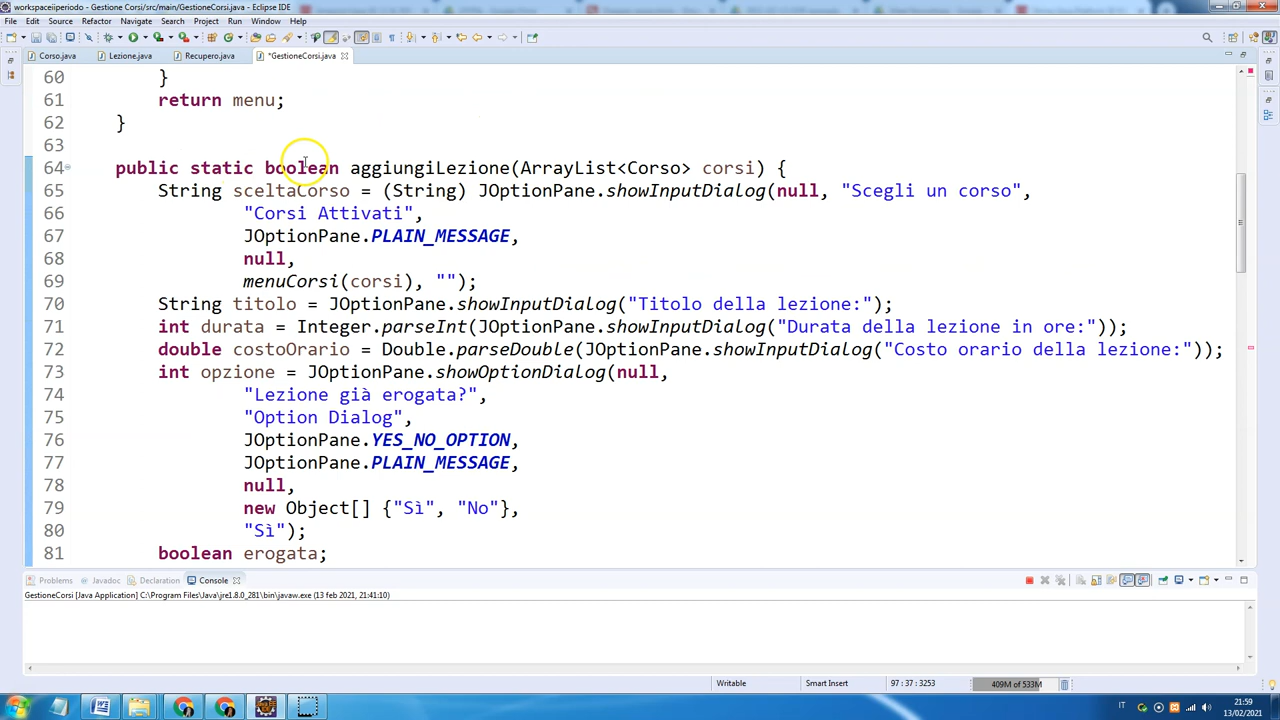 workspaceiiperiodo - Gestione Corsi/src/main/GestioneCorsi.java - Eclipse IDE
File Edit Source Refactor Navigate Search Project Run Window Help
Corso.java Lezione.java Recupero.java *GestioneCorsi.java
60 }
61 return menu;
62 }
63
64 public static boolean aggiungiLezione(ArrayList<Corso> corsi) {
65 String sceltaCorso = (String) JOptionPane.showInputDialog(null, "Scegli un corso",
66 "Corsi Attivati",
67 JOptionPane.PLAIN_MESSAGE,
68 null,
69 menuCorsi(corsi), "");
70 String titolo = JOptionPane.showInputDialog("Titolo della lezione:");
71 int durata = Integer.parseInt(JOptionPane.showInputDialog("Durata della lezione in ore:"));
72 double costoOrario = Double.parseDouble(JOptionPane.showInputDialog("Costo orario della lezione:"));
73 int opzione = JOptionPane.showOptionDialog(null,
74 "Lezione già erogata?",
75 "Option Dialog",
76 JOptionPane.YES_NO_OPTION,
77 JOptionPane.PLAIN_MESSAGE,
78 null,
79 new Object[] {"Sì", "No"},
80 "Sì");
81 boolean erogata;
Problems Javadoc Declaration Console
GestioneCorsi [Java Application] C:\Program Files\Java\jre1.8.0_281\bin\javaw.exe (13 feb 2021, 21:41:10)
Writable Smart Insert 97 : 37 : 3253 409M of 533M
IT 21:59
13/02/2021